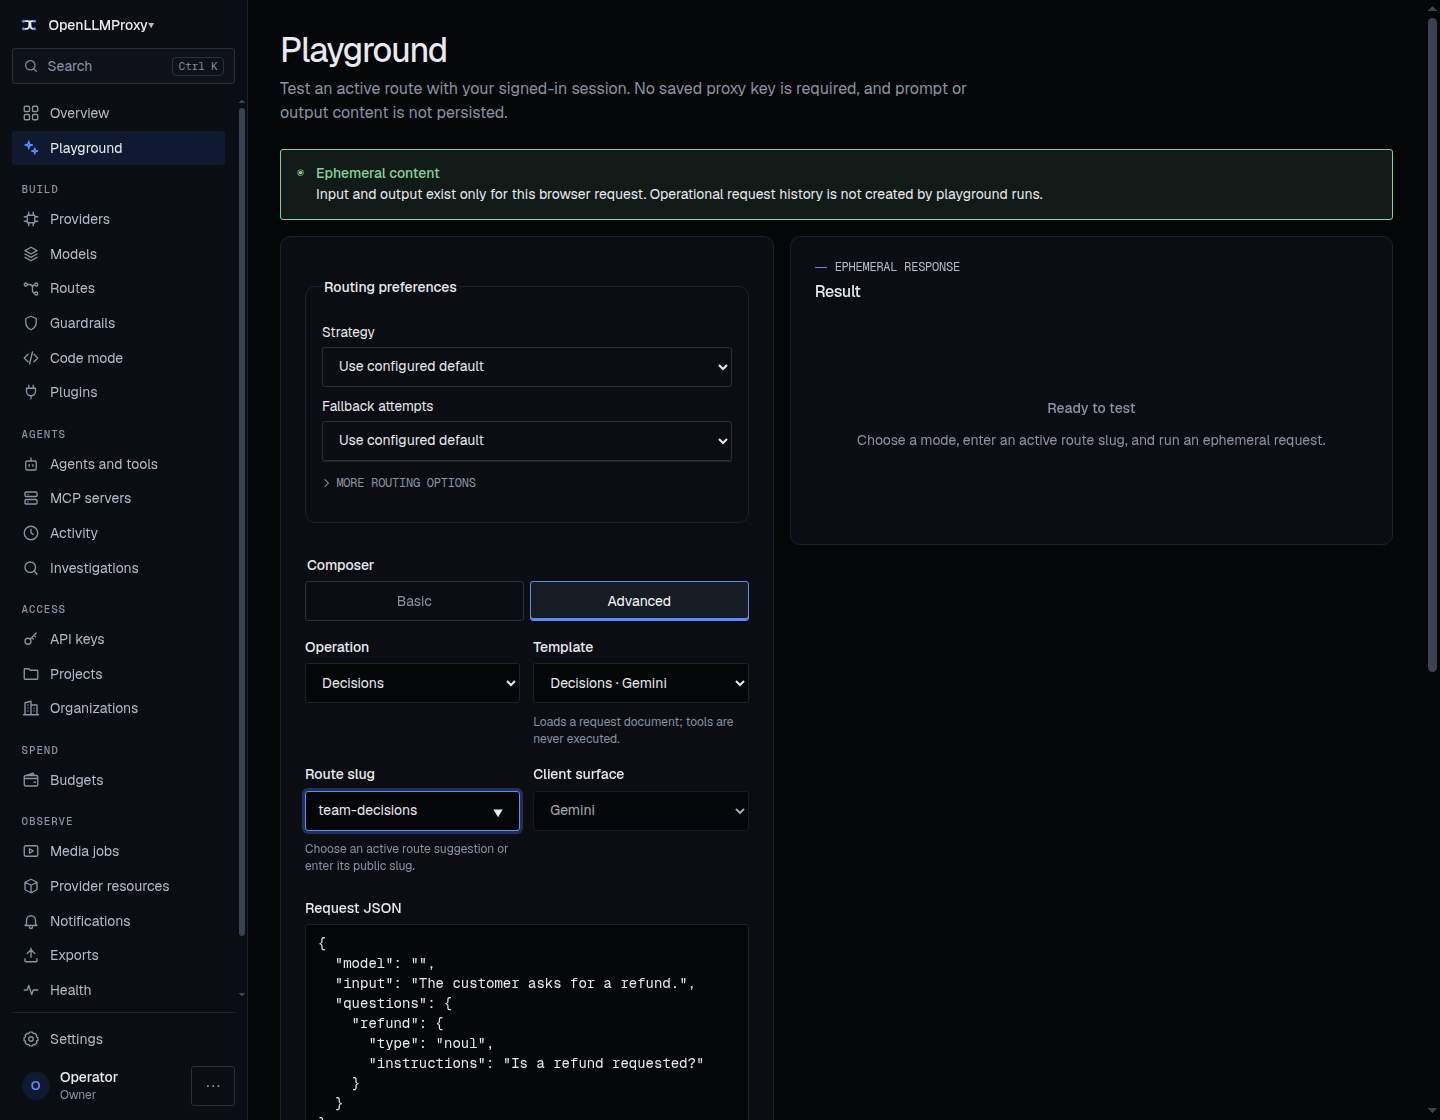 OpenLLMProxy▾
Search
Ctrl K
Overview
Playground
BUILD
Providers
Models
Routes
Guardrails
Code mode
Plugins
AGENTS
Agents and tools
MCP servers
Activity
Investigations
ACCESS
API keys
Projects
Organizations
SPEND
Budgets
OBSERVE
Media jobs
Provider resources
Notifications
Exports
Health
Settings
O
Operator
Owner
...
Playground
Test an active route with your signed-in session. No saved proxy key is required, and prompt or
output content is not persisted.
Ephemeral content
Input and output exist only for this browser request. Operational request history is not created by playground runs.
Routing preferences
Strategy
Use configured default
Fallback attempts
Use configured default
MORE ROUTING OPTIONS
Composer
Basic
Advanced
Operation
Template
Decisions
Decisions · Gemini
Loads a request document; tools are
never executed.
Route slug
Client surface
team-decisions
Gemini
Choose an active route suggestion or
enter its public slug.
Request JSON
{
"model": "",
"input": "The customer asks for a refund.",
"questions": {
"refund": {
"type": "noul",
"instructions": "Is a refund requested?"
}
}
}
— EPHEMERAL RESPONSE
Result
Ready to test
Choose a mode, enter an active route slug, and run an ephemeral request.